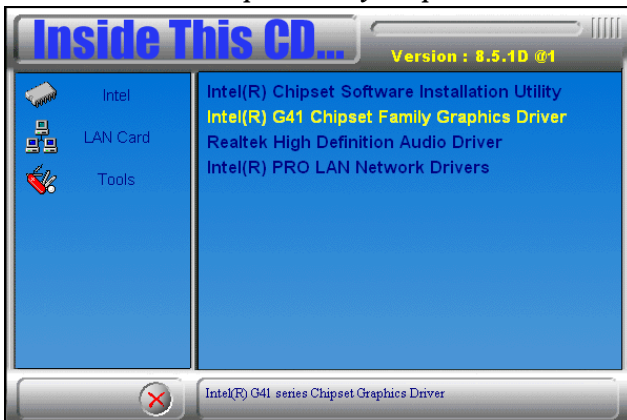 Inside This CD...
Version : 8.5.1D @1
Intel
LAN Card
Tools
Intel(R) Chipset Software Installation Utility
Intel(R) G41 Chipset Family Graphics Driver
Realtek High Definition Audio Driver
Intel(R) PRO LAN Network Drivers
Intel(R) G41 series Chipset Graphics Driver